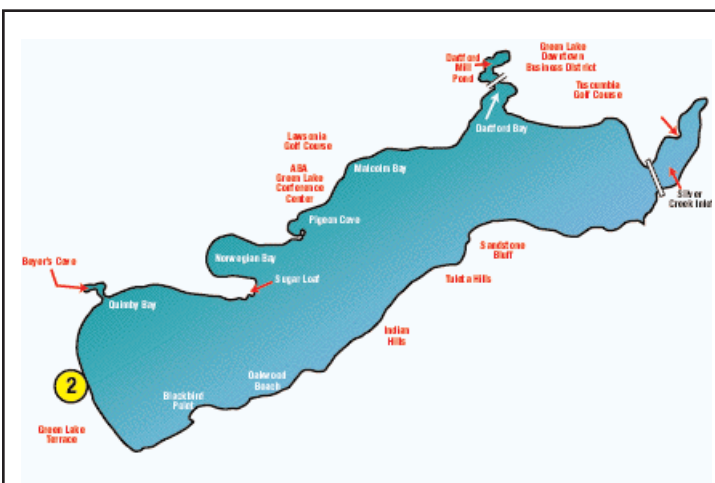 Dartford
Mill
Pond
Green Lake
Downtown
Business District
Tuscumbia
Golf Course
Dartford Bay
Lawsonia
Golf Course
Malcolm Bay
ABA
Green Lake
Conference
Center
Silver
Creek Inlet
Pigeon Cove
Sandstone
Bluff
Norwegian Bay
Beyer's Cove
Sugar Loaf
Tuleta Hills
Quimby Bay
Indian
Hills
Oakwood
Beach
2
Blackbird
Point
Green Lake
Terrace